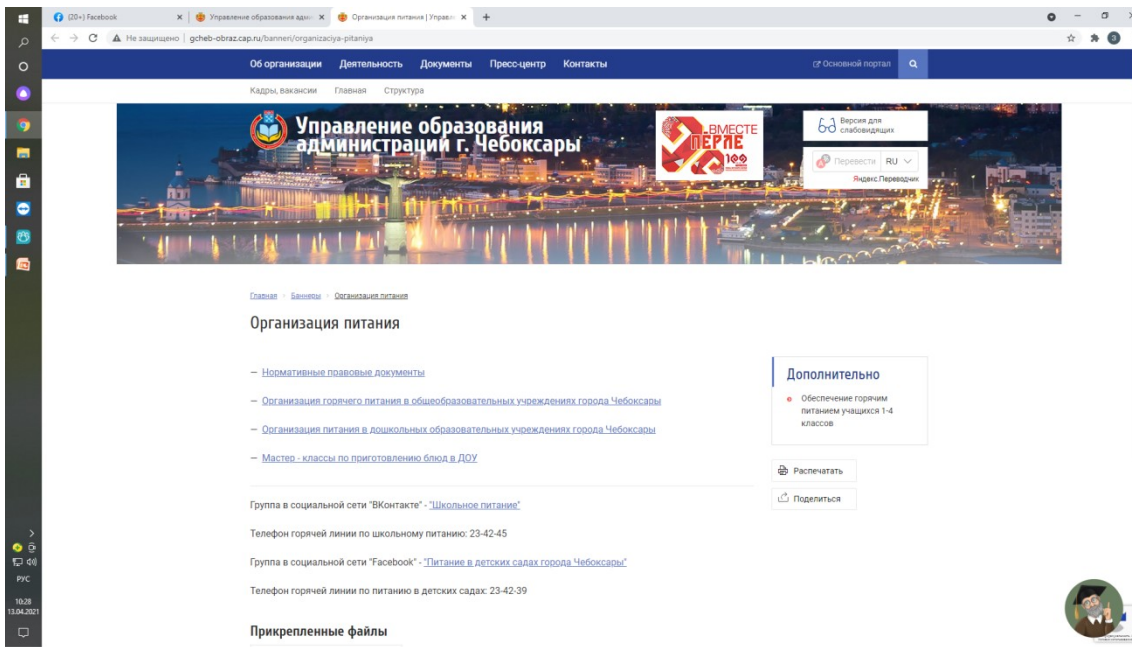 (20+) Facebook
Управление образования адми
Организация питания | Управле
Не защищено | gcheb-obraz.cap.ru/banneri/organizaciya-pitaniya
3
Об организации Деятельность Документы Пресс-центр Контакты
Основной портал
Кадры, вакансии Главная Структура
Управление образования
администрации г. Чебоксары
ВМЕСТЕ
ПЕРЛЕ
100
Версия для
слабовидящих
Перевести RU
Яндекс.Переводчик
Главная Баннеры Организация питания
Организация питания
— Нормативные правовые документы
— Организация горячего питания в общеобразовательных учреждениях города Чебоксары
— Организация питания в дошкольных образовательных учреждениях города Чебоксары
— Мастер - классы по приготовлению блюд в ДОУ
Дополнительно
Обеспечение горячим
питанием учащихся 1-4
классов
Распечатать
Поделиться
Группа в социальной сети "ВКонтакте" - "Школьное питание"
Телефон горячей линии по школьному питанию: 23-42-45
Группа в социальной сети "Facebook" - "Питание в детских садах города Чебоксары"
Телефон горячей линии по питанию в детских садах: 23-42-39
Прикрепленные файлы
РУС
10:28
13.04.2021